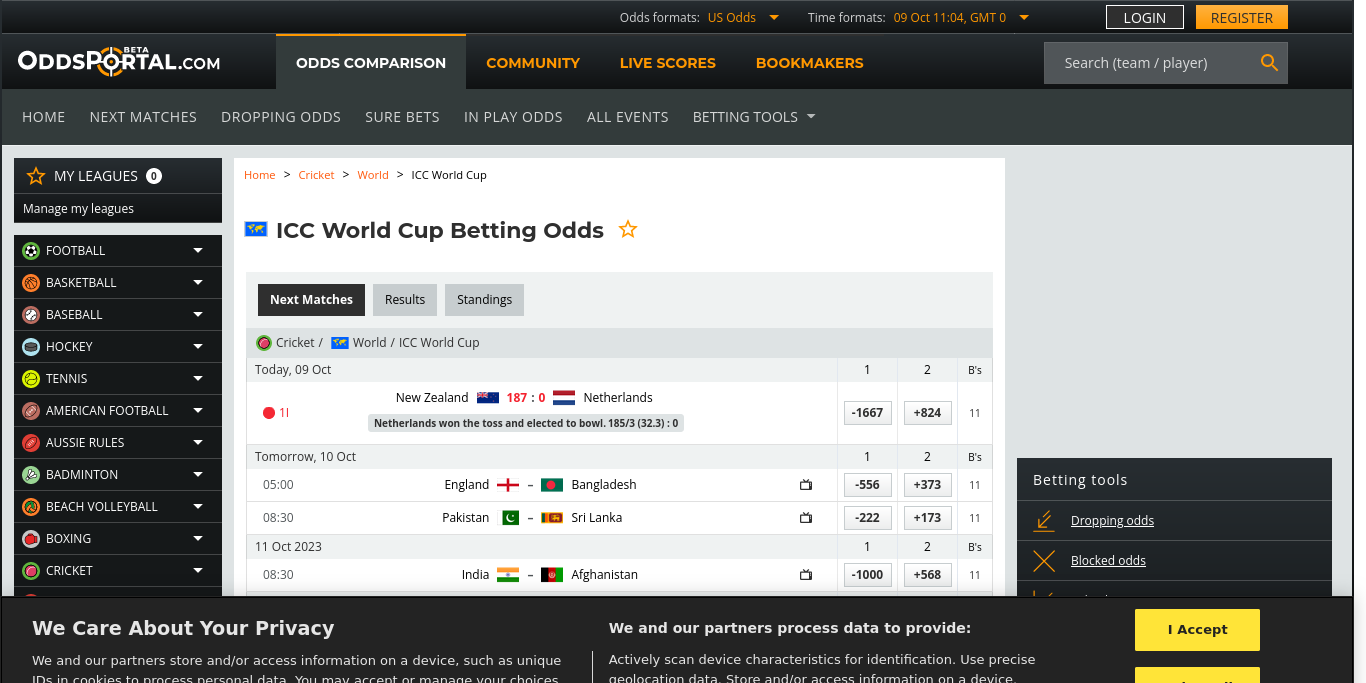 Odds formats: US Odds Time formats: 09 Oct 11:04, GMT 0 LOGIN REGISTER
ODDSPORTAL.COM BETA ODDS COMPARISON COMMUNITY LIVE SCORES BOOKMAKERS Search (team / player)
HOME NEXT MATCHES DROPPING ODDS SURE BETS IN PLAY ODDS ALL EVENTS BETTING TOOLS
MY LEAGUES 0
Manage my leagues
FOOTBALL
BASKETBALL
BASEBALL
HOCKEY
TENNIS
AMERICAN FOOTBALL
AUSSIE RULES
BADMINTON
BEACH VOLLEYBALL
BOXING
CRICKET
Home > Cricket > World > ICC World Cup
ICC World Cup Betting Odds
Next Matches Results Standings
Cricket / World / ICC World Cup
Today, 09 Oct 1 2 B's
New Zealand 187 : 0 Netherlands
1I -1667 +824 11
Netherlands won the toss and elected to bowl. 185/3 (32.3) : 0
Tomorrow, 10 Oct 1 2 B's
05:00 England – Bangladesh -556 +373 11
08:30 Pakistan – Sri Lanka -222 +173 11
11 Oct 2023 1 2 B's
08:30 India – Afghanistan -1000 +568 11
Betting tools
Dropping odds
Blocked odds
We Care About Your Privacy
We and our partners store and/or access information on a device, such as unique
IDs in cookies to process personal data. You may accept or manage your choices
We and our partners process data to provide:
Actively scan device characteristics for identification. Use precise
geolocation data. Store and/or access information on a device.
I Accept